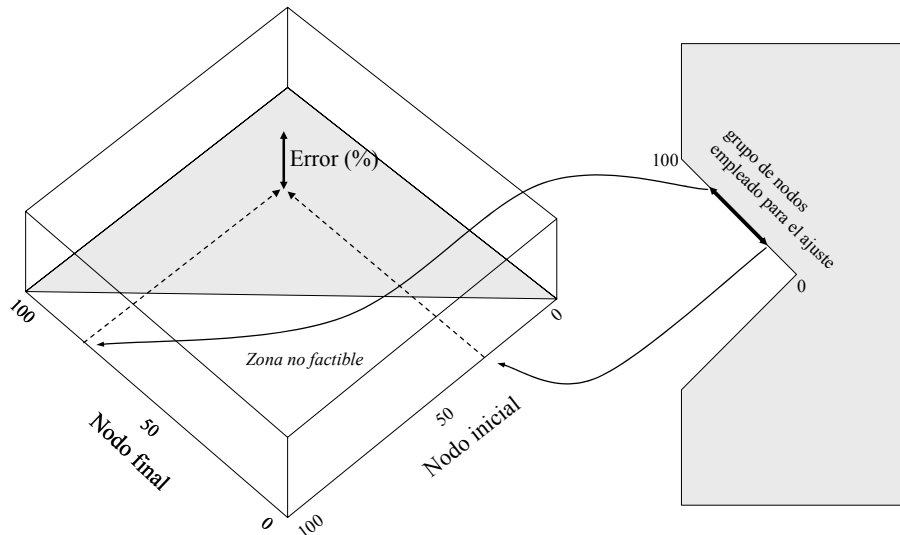 Error (%)
100
50
0
Nodo final
Zona no factible
100
50
0
Nodo inicial
100
0
grupo de nodos
empleado para el ajuste